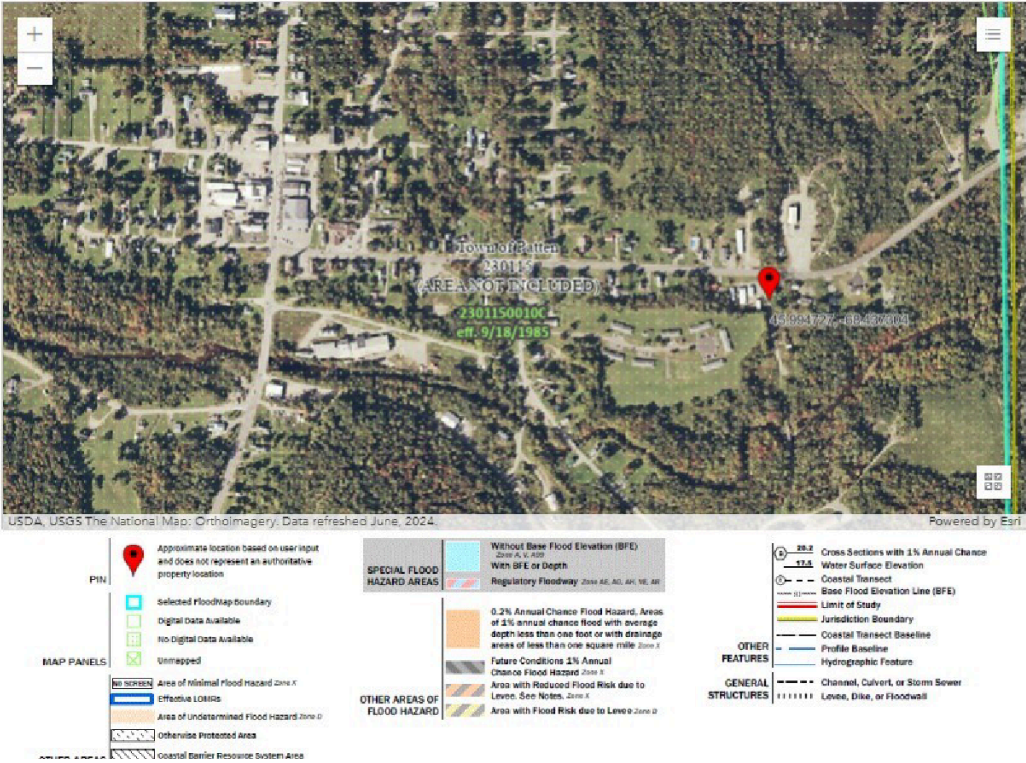 +
−
Town of Patten
230115
(AREA NOT INCLUDED)
2301150010C
eff. 9/18/1985
45.994727, -68.437304
USDA, USGS The National Map: Orthoimagery. Data refreshed June, 2024.
Powered by Esri
PIN
Approximate location based on user input
and does not represent an authoritative
property location
MAP PANELS
Selected FloodMap Boundary
Digital Data Available
No Digital Data Available
Unmapped
OTHER AREAS
NO SCREEN Area of Minimal Flood Hazard Zone X
Effective LOMRs
Area of Undetermined Flood Hazard Zone D
Otherwise Protected Area
Coastal Barrier Resource System Area
SPECIAL FLOOD
HAZARD AREAS
Without Base Flood Elevation (BFE)
Zone A, V, A99
With BFE or Depth
Regulatory Floodway Zone AE, AO, AH, VE, AR
OTHER AREAS OF
FLOOD HAZARD
0.2% Annual Chance Flood Hazard, Areas
of 1% annual chance flood with average
depth less than one foot or with drainage
areas of less than one square mile Zone X
Future Conditions 1% Annual
Chance Flood Hazard Zone X
Area with Reduced Flood Risk due to
Levee. See Notes. Zone X
Area with Flood Risk due to Levee Zone D
OTHER
FEATURES
20.2 Cross Sections with 1% Annual Chance
17.5 Water Surface Elevation
Coastal Transect
Base Flood Elevation Line (BFE)
Limit of Study
Jurisdiction Boundary
Coastal Transect Baseline
Profile Baseline
Hydrographic Feature
GENERAL
STRUCTURES
Channel, Culvert, or Storm Sewer
Levee, Dike, or Floodwall